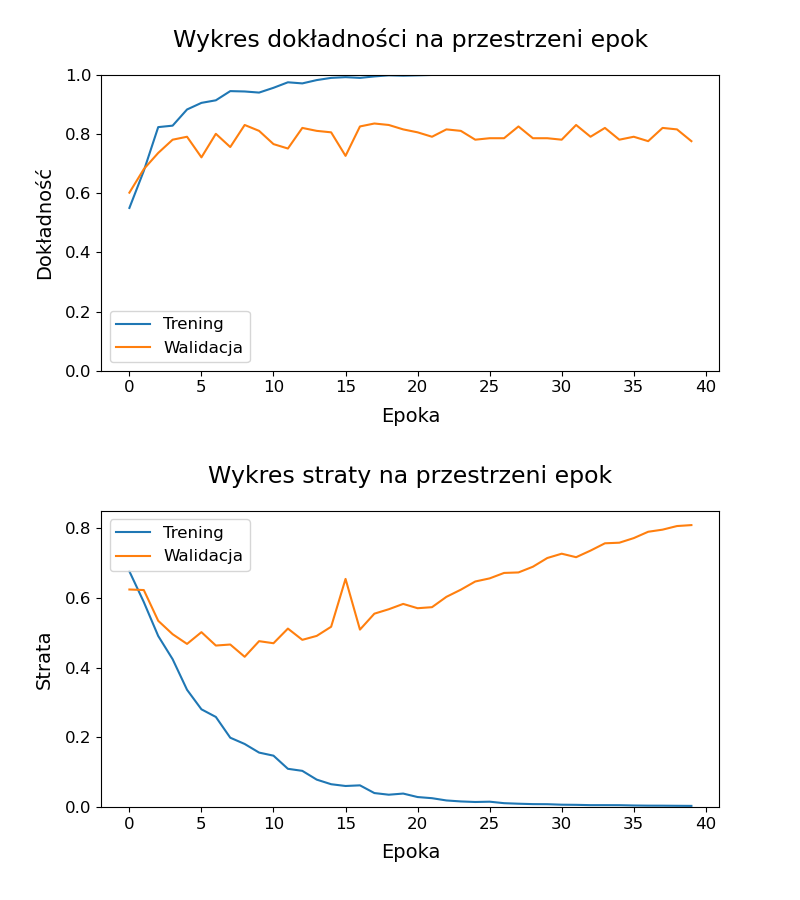 Wykres dokładności na przestrzeni epok
1.0
0.8
0.6
0.4
0.2
0.0
Dokładność
Trening
Walidacja
0 5 10 15 20 25 30 35 40
Epoka
Wykres straty na przestrzeni epok
0.8
0.6
0.4
0.2
0.0
Strata
Trening
Walidacja
0 5 10 15 20 25 30 35 40
Epoka